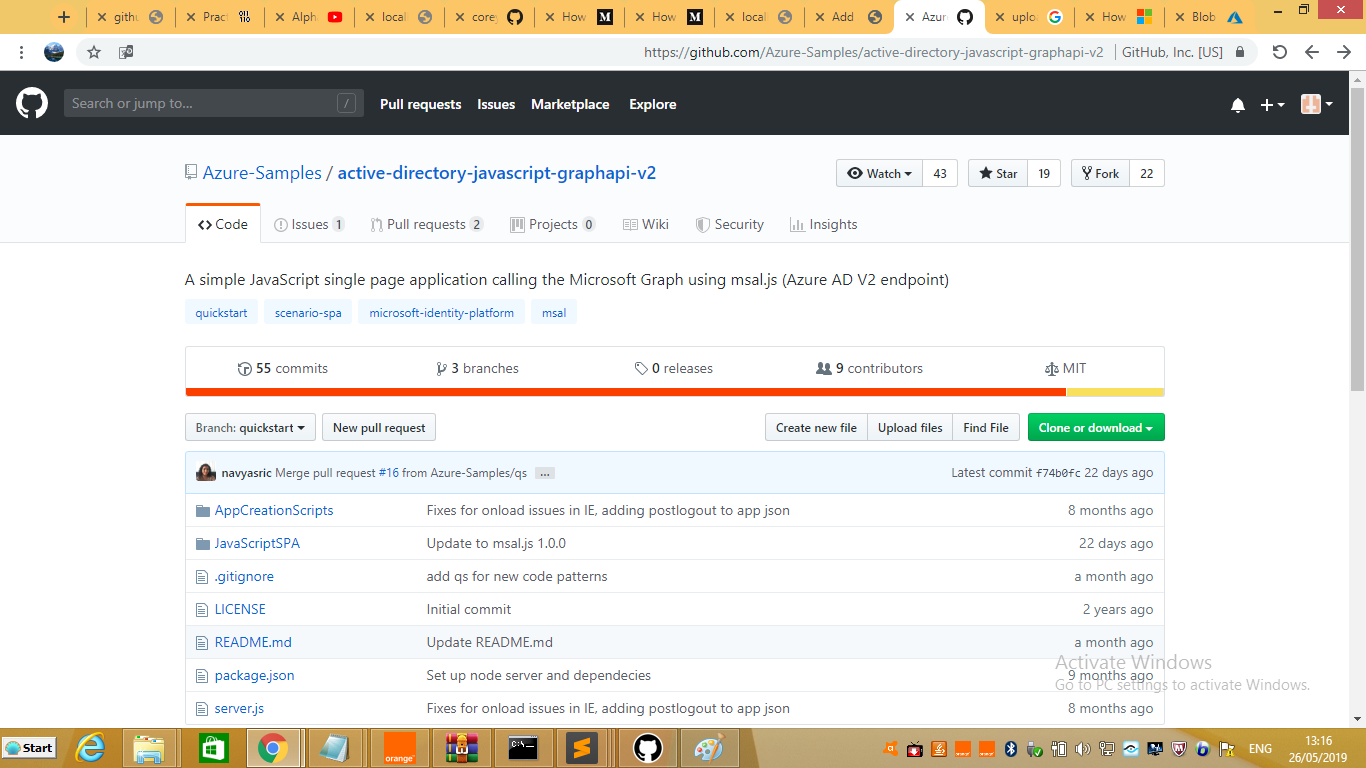 githu
Pract
Alpha
local
corey
How
How
local
Add
Azur
uplo
How
Blob
https://github.com/Azure-Samples/active-directory-javascript-graphapi-v2 GitHub, Inc. [US]
Search or jump to... /
Pull requests Issues Marketplace Explore
Azure-Samples / active-directory-javascript-graphapi-v2
Watch 43 Star 19 Fork 22
Code Issues 1 Pull requests 2 Projects 0 Wiki Security Insights
A simple JavaScript single page application calling the Microsoft Graph using msal.js (Azure AD V2 endpoint)
quickstart scenario-spa microsoft-identity-platform msal
55 commits 3 branches 0 releases 9 contributors MIT
Branch: quickstart New pull request Create new file Upload files Find File Clone or download
navyasric Merge pull request #16 from Azure-Samples/qs ... Latest commit f74b0fc 22 days ago
AppCreationScripts Fixes for onload issues in IE, adding postlogout to app json 8 months ago
JavaScriptSPA Update to msal.js 1.0.0 22 days ago
.gitignore add qs for new code patterns a month ago
LICENSE Initial commit 2 years ago
README.md Update README.md a month ago
Activate Windows
package.json Set up node server and dependecies 9 months ago
Go to PC settings to activate Windows.
server.js Fixes for onload issues in IE, adding postlogout to app json 8 months ago
Start
orange
ENG
13:16
26/05/2019